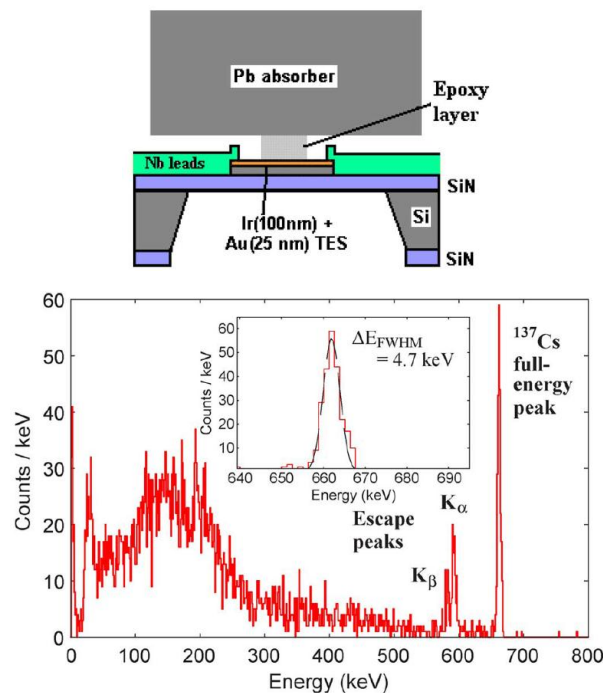 Pb absorber
Epoxy
layer
Nb leads
SiN
Si
Ir(100nm) +
Au(25 nm) TES
SiN
60
50
40
30
20
10
0
Counts / keV
0 100 200 300 400 500 600 700 800
Energy (keV)
60
50
40
30
20
10
Counts / keV
640 650 660 670 680 690
Energy (keV)
ΔE_FWHM
= 4.7 keV
¹³⁷Cs
full-
energy
peak
Escape
peaks
K_α
K_β